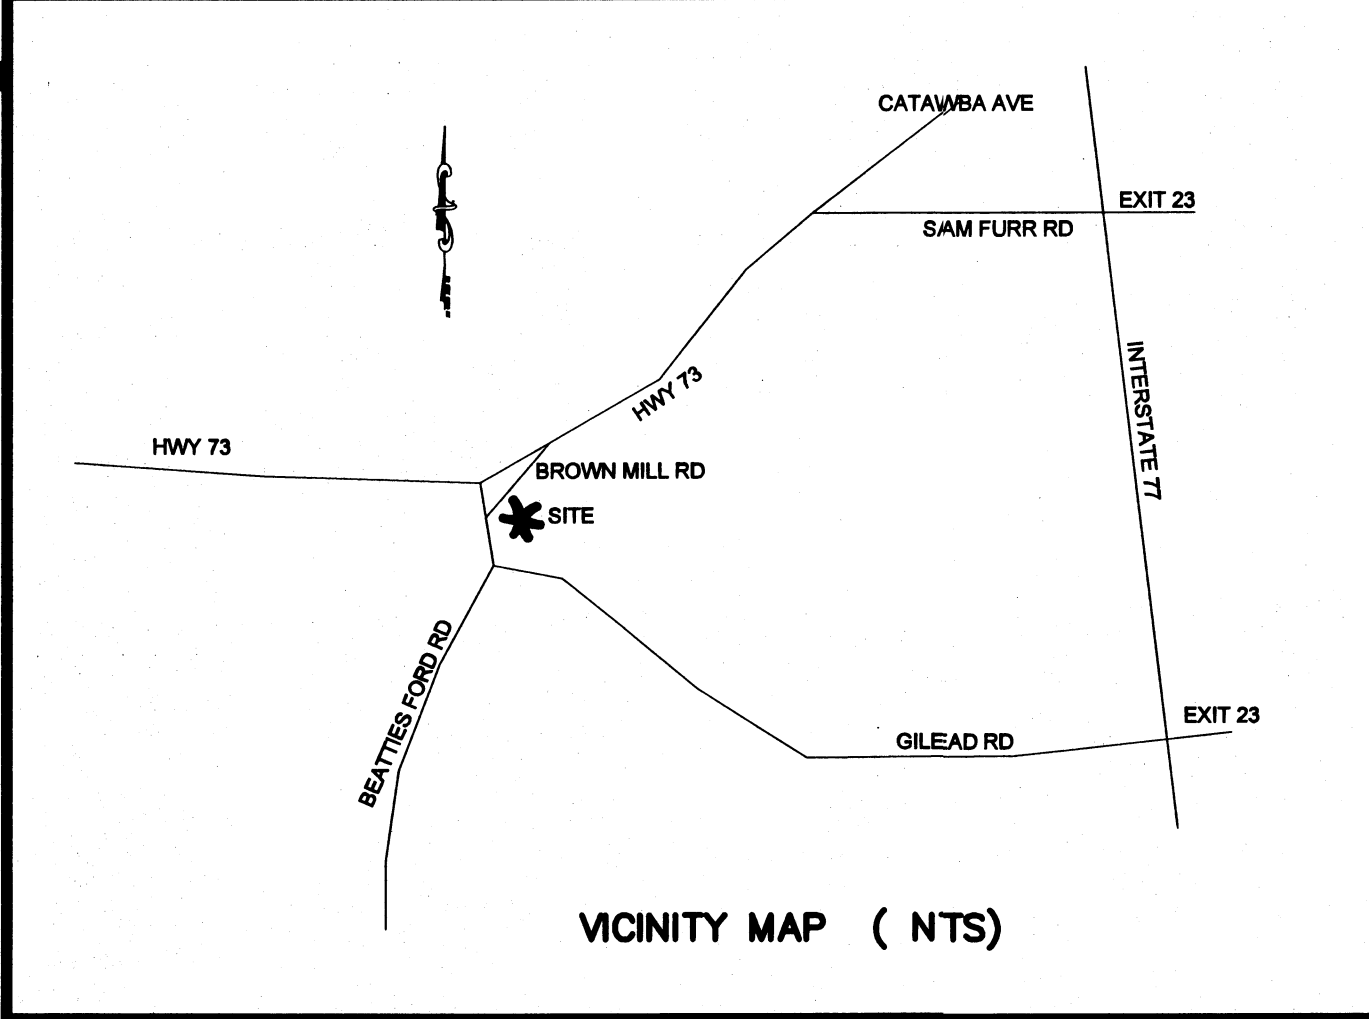 CATAWBA AVE
EXIT 23
SAM FURR RD
INTERSTATE 77
HWY 73
HWY 73
BROWN MILL RD
SITE
BEATTIES FORD RD
EXIT 23
GILEAD RD
VICINITY MAP ( NTS)